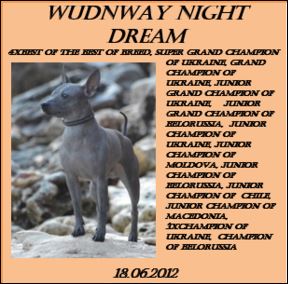 WUDNWAY NIGHT
DREAM
4XBEST OF THE BEST OF BREED, SUPER GRAND CHAMPION
OF UKRAINE, GRAND
CHAMPION OF
UKRAINE, JUNIOR
GRAND CHAMPION OF
UKRAINE, JUNIOR
GRAND CHAMPION OF
BELORUSSIA, JUNIOR
CHAMPION OF
UKRAINE, JUNIOR
CHAMPION OF
MOLDOVA, JUNIOR
CHAMPION OF
BELORUSSIA, JUNIOR
CHAMPION OF CHILE,
JUNIOR CHAMPION OF
MACEDONIA,
3XCHAMPION OF
UKRAINE, CHAMPION
OF BELORUSSIA
18.06.2012